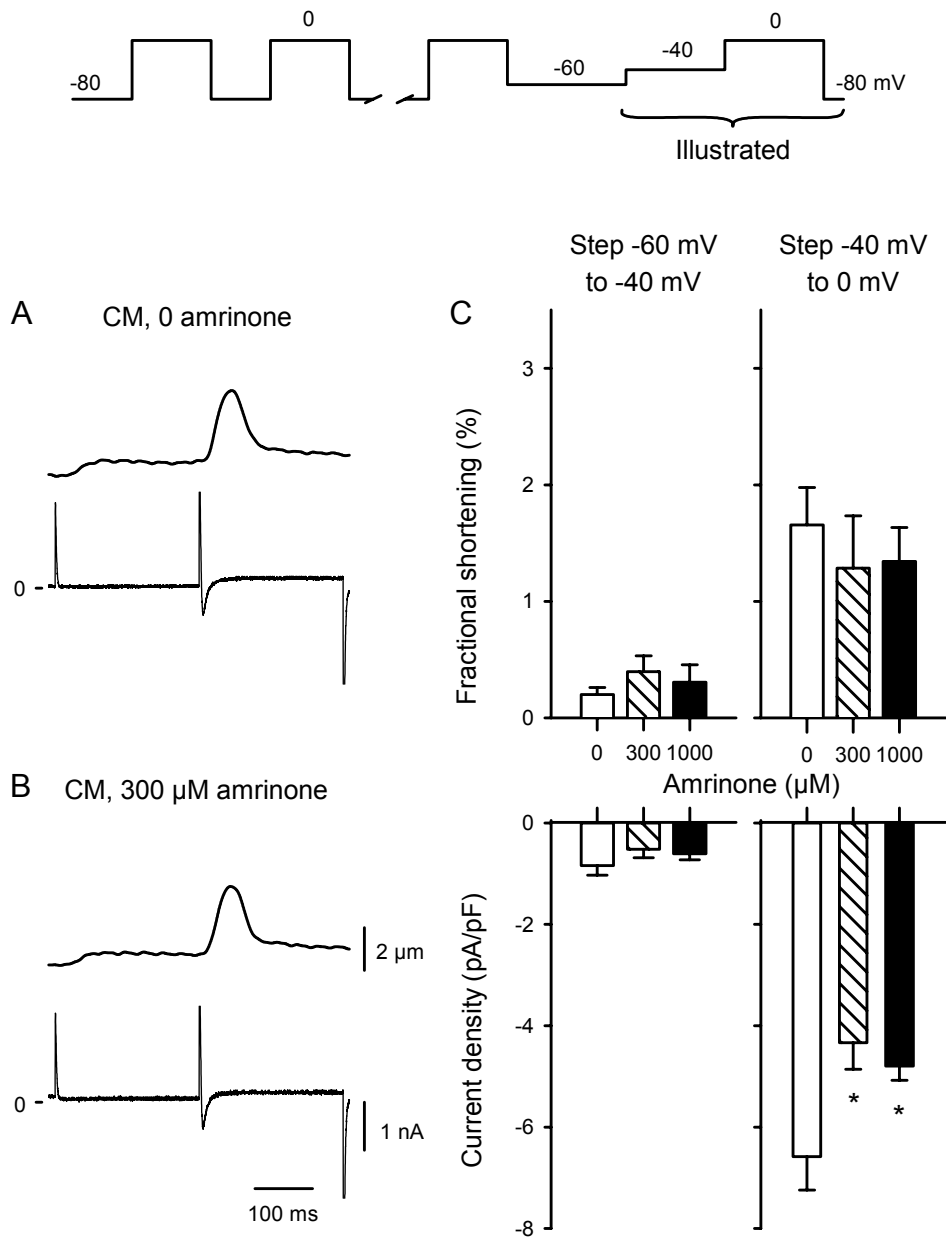 0
0
-80
-60
-40
-80 mV
Illustrated
Step -60 mV
to -40 mV
Step -40 mV
to 0 mV
A
CM, 0 amrinone
0
B
CM, 300 µM amrinone
2 µm
0
1 nA
100 ms
C
Fractional shortening (%)
3
2
1
0
0
300
1000
0
300
1000
Amrinone (µM)
Current density (pA/pF)
0
-2
-4
-6
-8
*
*